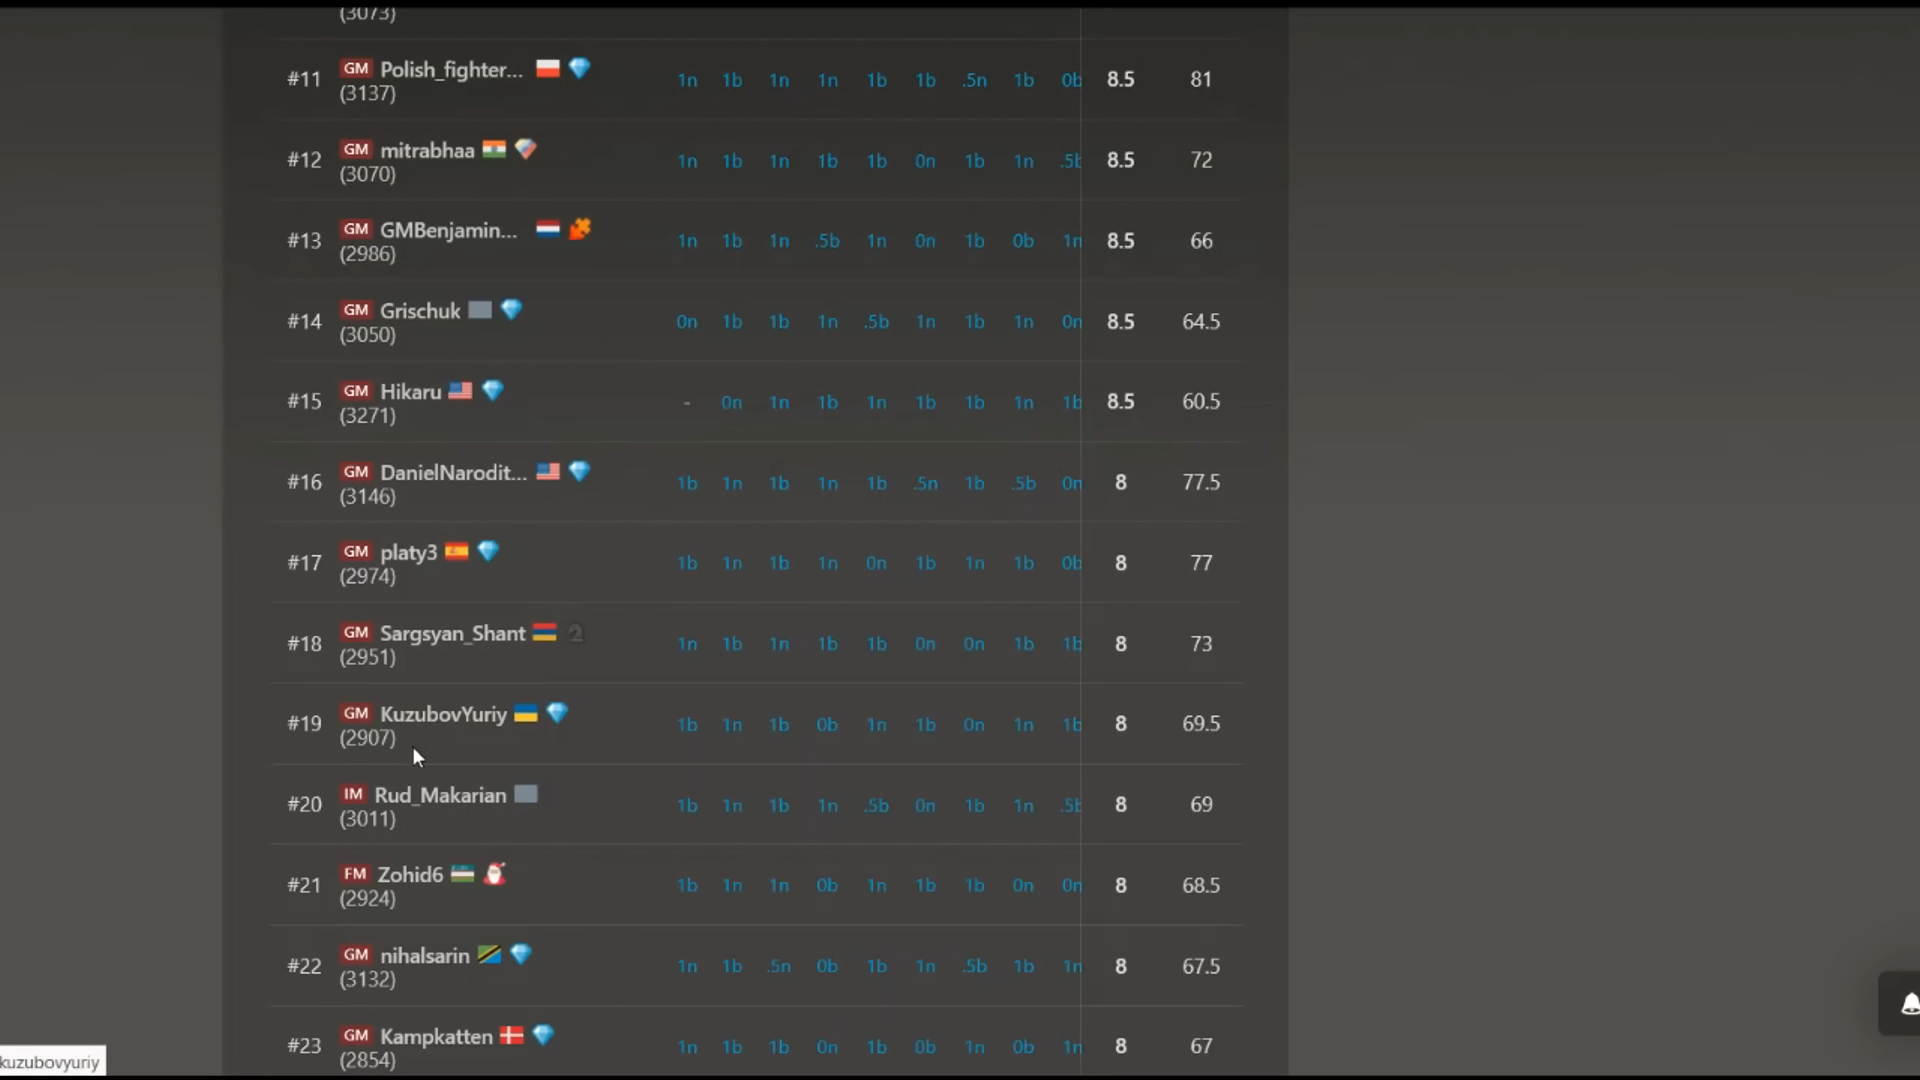 (3073)
#11 GM Polish_fighter... 1n 1b 1n 1n 1b 1b .5n 1b 0b 8.5 81
(3137)
#12 GM mitrabhaa 1n 1b 1n 1b 1b 0n 1b 1n .5b 8.5 72
(3070)
#13 GM GMBenjamin... 1n 1b 1n .5b 1n 0n 1b 0b 1n 8.5 66
(2986)
#14 GM Grischuk 0n 1b 1b 1n .5b 1n 1b 1n 0n 8.5 64.5
(3050)
#15 GM Hikaru - 0n 1n 1b 1n 1b 1b 1n 1b 8.5 60.5
(3271)
#16 GM DanielNarodit... 1b 1n 1b 1n 1b .5n 1b .5b 0n 8 77.5
(3146)
#17 GM platy3 1b 1n 1b 1n 0n 1b 1n 1b 0b 8 77
(2974)
#18 GM Sargsyan_Shant 1n 1b 1n 1b 1b 0n 0n 1b 1b 8 73
(2951)
#19 GM KuzubovYuriy 1b 1n 1b 0b 1n 1b 0n 1n 1b 8 69.5
(2907)
#20 IM Rud_Makarian 1b 1n 1b 1n .5b 0n 1b 1n .5b 8 69
(3011)
#21 FM Zohid6 1b 1n 1n 0b 1n 1b 1b 0n 0n 8 68.5
(2924)
#22 GM nihalsarin 1n 1b .5n 0b 1b 1n .5b 1b 1n 8 67.5
(3132)
#23 GM Kampkatten 1n 1b 1b 0n 1b 0b 1n 0b 1n 8 67
(2854)
kuzubovyuriy